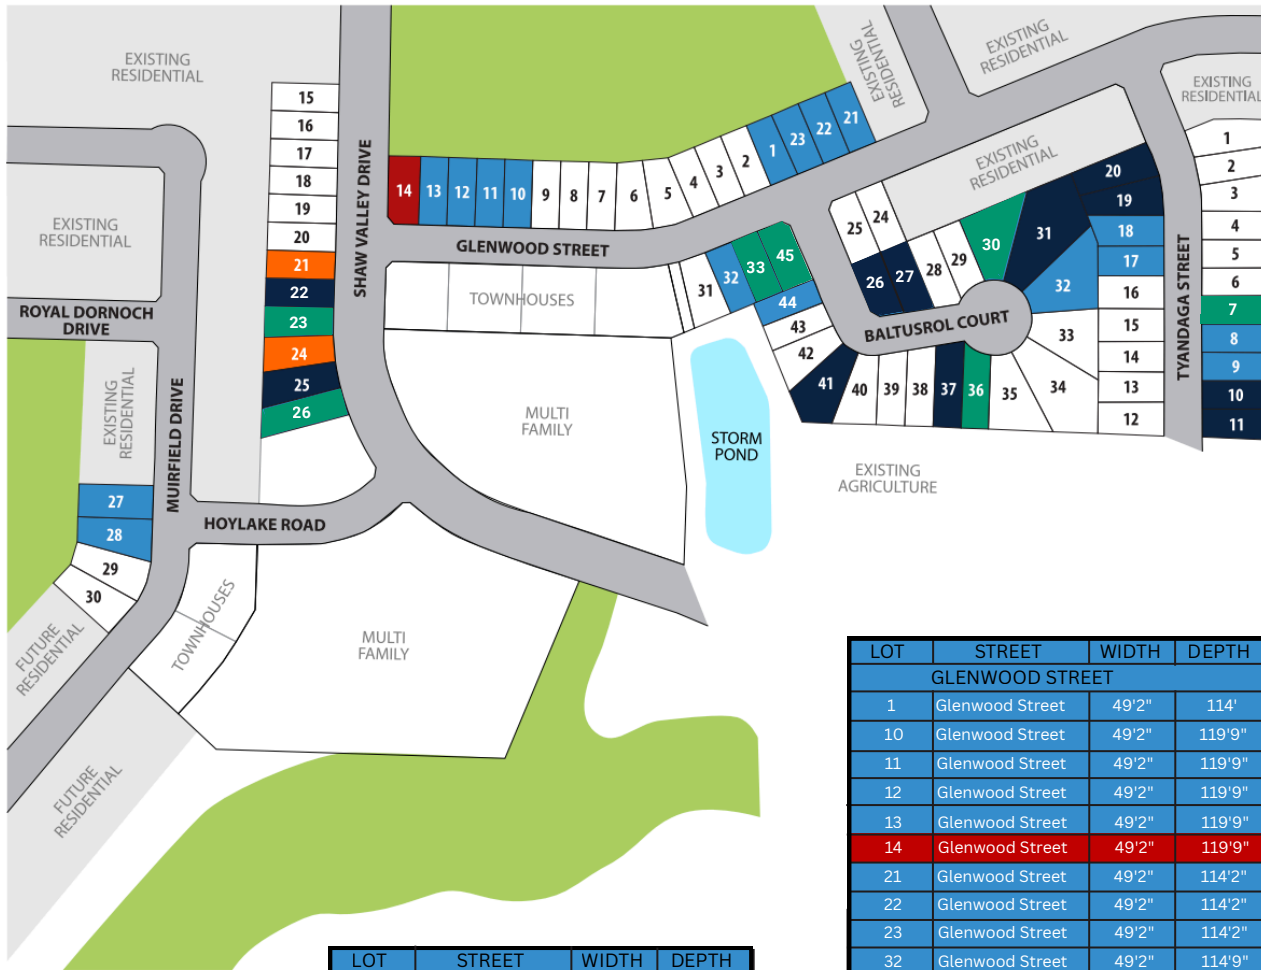 EXISTING
RESIDENTIAL
EXISTING
RESIDENTIAL
EXISTING
RESIDENTIAL
EXISTING
RESIDENTIAL
15
16
17
18
19
20
21
22
23
24
25
26
SHAW VALLEY DRIVE
14
13
12
11
10
9
8
7
6
5
4
3
2
1
23
22
21
GLENWOOD STREET
EXISTING
RESIDENTIAL
EXISTING
RESIDENTIAL
1
2
3
4
5
6
7
8
9
10
11
TYANDAGA STREET
20
19
18
17
16
15
14
13
12
25
24
26
27
28
29
30
31
32
33
34
35
36
37
38
39
40
41
42
43
44
45
33
32
31
BALTUSROL COURT
TOWNHOUSES
ROYAL DORNOCH
DRIVE
EXISTING
RESIDENTIAL
MUIRFIELD DRIVE
MULTI
FAMILY
STORM
POND
EXISTING
AGRICULTURE
27
28
29
30
HOYLAKE ROAD
TOWNHOUSES
MULTI
FAMILY
FUTURE
RESIDENTIAL
FUTURE
RESIDENTIAL
LOT STREET WIDTH DEPTH
GLENWOOD STREET
1 Glenwood Street 49'2" 114'
10 Glenwood Street 49'2" 119'9"
11 Glenwood Street 49'2" 119'9"
12 Glenwood Street 49'2" 119'9"
13 Glenwood Street 49'2" 119'9"
14 Glenwood Street 49'2" 119'9"
21 Glenwood Street 49'2" 114'2"
22 Glenwood Street 49'2" 114'2"
23 Glenwood Street 49'2" 114'2"
32 Glenwood Street 49'2" 114'9"
LOT STREET WIDTH DEPTH